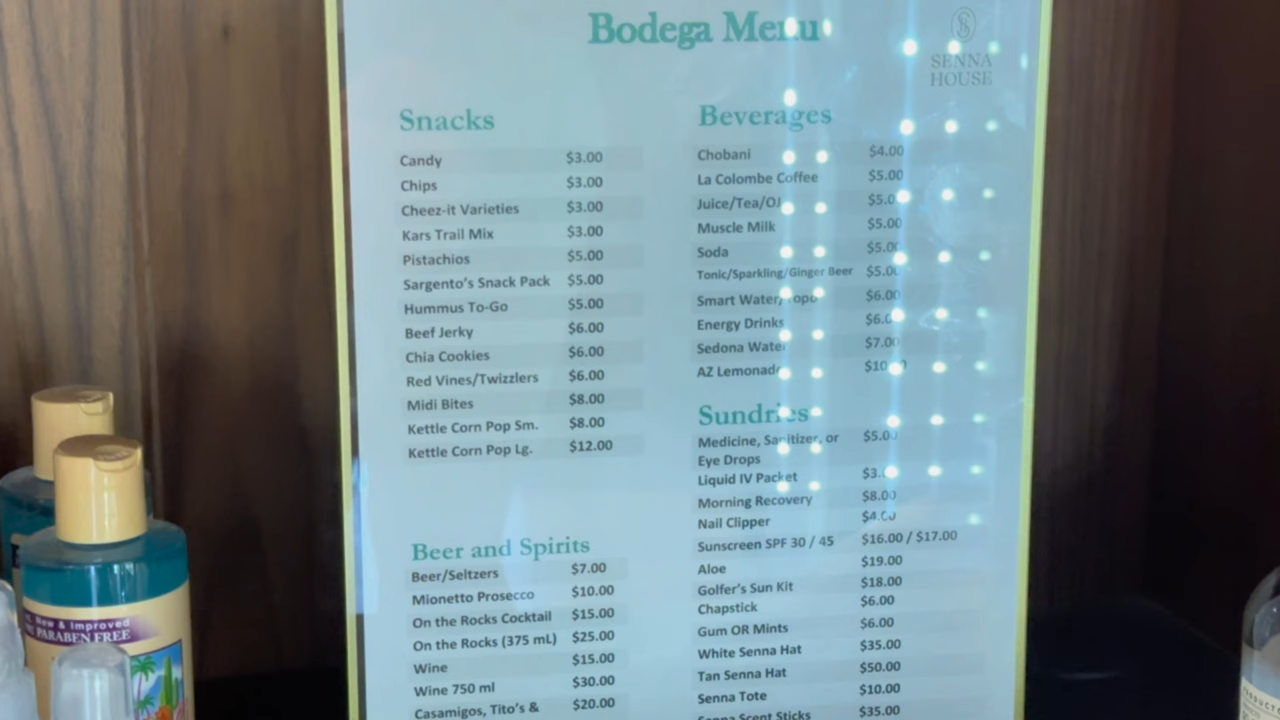 Bodega Menu
SENNA
HOUSE
Snacks
Candy $3.00
Chips $3.00
Cheez-it Varieties $3.00
Kars Trail Mix $3.00
Pistachios $5.00
Sargento's Snack Pack $5.00
Hummus To-Go $5.00
Beef Jerky $6.00
Chia Cookies $6.00
Red Vines/Twizzlers $6.00
Midi Bites $8.00
Kettle Corn Pop Sm. $8.00
Kettle Corn Pop Lg. $12.00
Beer and Spirits
Beer/Seltzers $7.00
Mionetto Prosecco $10.00
On the Rocks Cocktail $15.00
On the Rocks (375 mL) $25.00
Wine $15.00
Wine 750 ml $30.00
Casamigos, Tito's & $20.00
Beverages
Chobani $4.00
La Colombe Coffee $5.00
Juice/Tea/OJ $5.00
Muscle Milk $5.00
Soda $5.00
Tonic/Sparkling/Ginger Beer $5.00
Smart Water/Topo $6.00
Energy Drinks $6.00
Sedona Water $7.00
AZ Lemonade $10.00
Sundries
Medicine, Sanitizer, or $5.00
Eye Drops
Liquid IV Packet
Morning Recovery $8.00
Nail Clipper $4.00
Sunscreen SPF 30 / 45 $16.00 / $17.00
Aloe $19.00
Golfer's Sun Kit $18.00
Chapstick $6.00
Gum OR Mints $6.00
White Senna Hat $35.00
Tan Senna Hat $50.00
Senna Tote $10.00
Senna Scent Sticks $35.00
New & Improved
PARABEN FREE